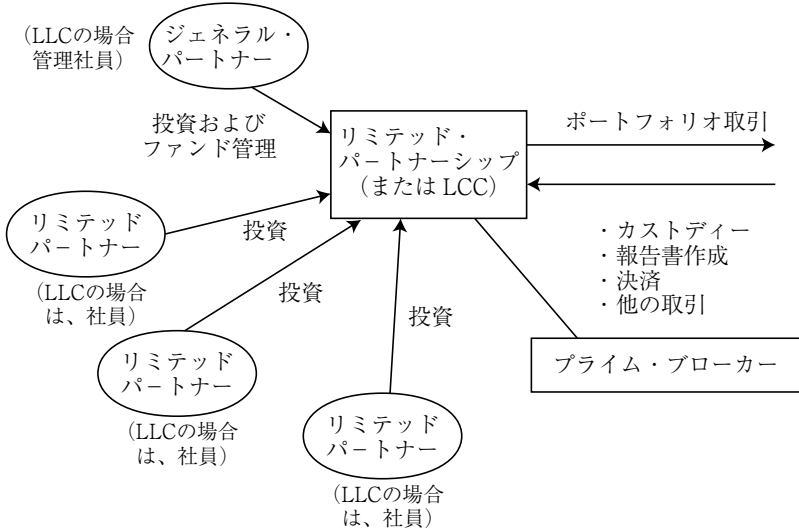 （LLCの場合
管理社員）
ジェネラル・
パートナー
投資および
ファンド管理
リミテッド・
パートナーシップ
（または LCC）
ポートフォリオ取引
リミテッド
パートナー
（LLCの場合
は、社員）
投資
投資
投資
・カストディー
・報告書作成
・決済
・他の取引
プライム・ブローカー
リミテッド
パートナー
（LLCの場合
は、社員）
リミテッド
パートナー
（LLCの場合
は、社員）